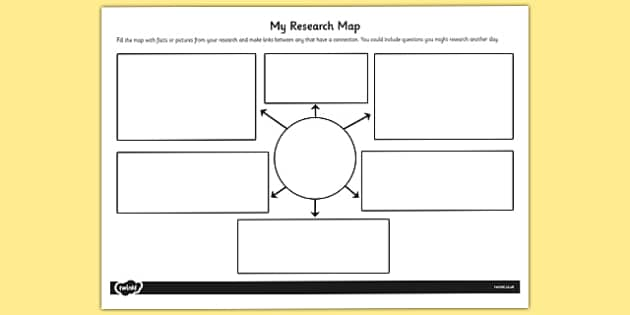 My Research Map
Fill the map with facts or pictures from your research and make links between any that have a connection. You could include questions you might research another day.
twinkl
twinkl.co.uk